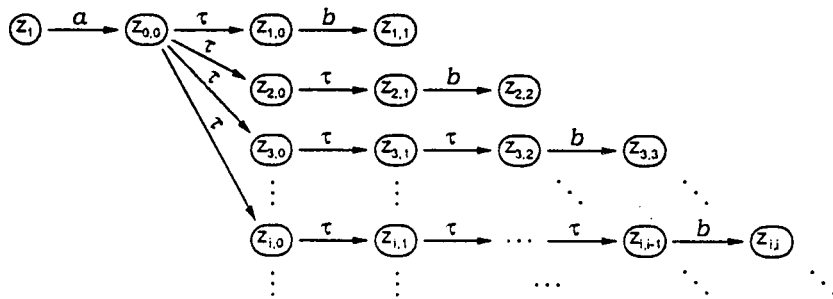 z₁ a z₀,₀ τ z₁,₀ b z₁,₁
τ z₂,₀ τ z₂,₁ b z₂,₂
τ z₃,₀ τ z₃,₁ τ z₃,₂ b z₃,₃
τ zᵢ,₀ τ zᵢ,₁ τ ... τ zᵢ,ᵢ₋₁ b zᵢ,ᵢ